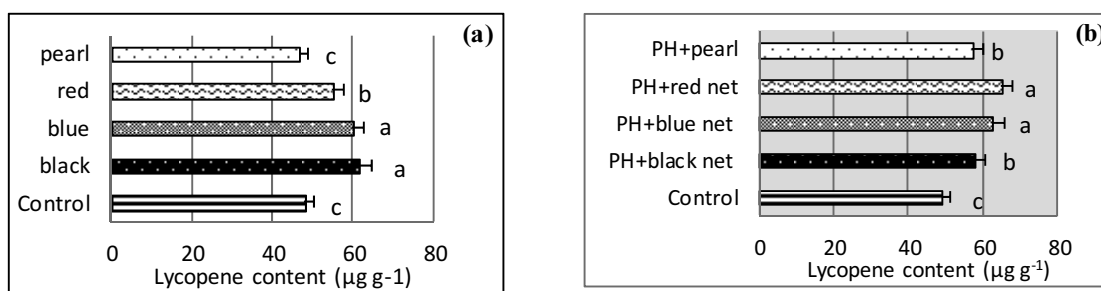 (a)
pearl
c
red
b
blue
a
black
a
Control
c
0 20 40 60 80
Lycopene content (µg g-1)
(b)
PH+pearl
b
PH+red net
a
PH+blue net
a
PH+black net
b
Control
c
0 20 40 60 80
Lycopene content (µg g⁻¹)